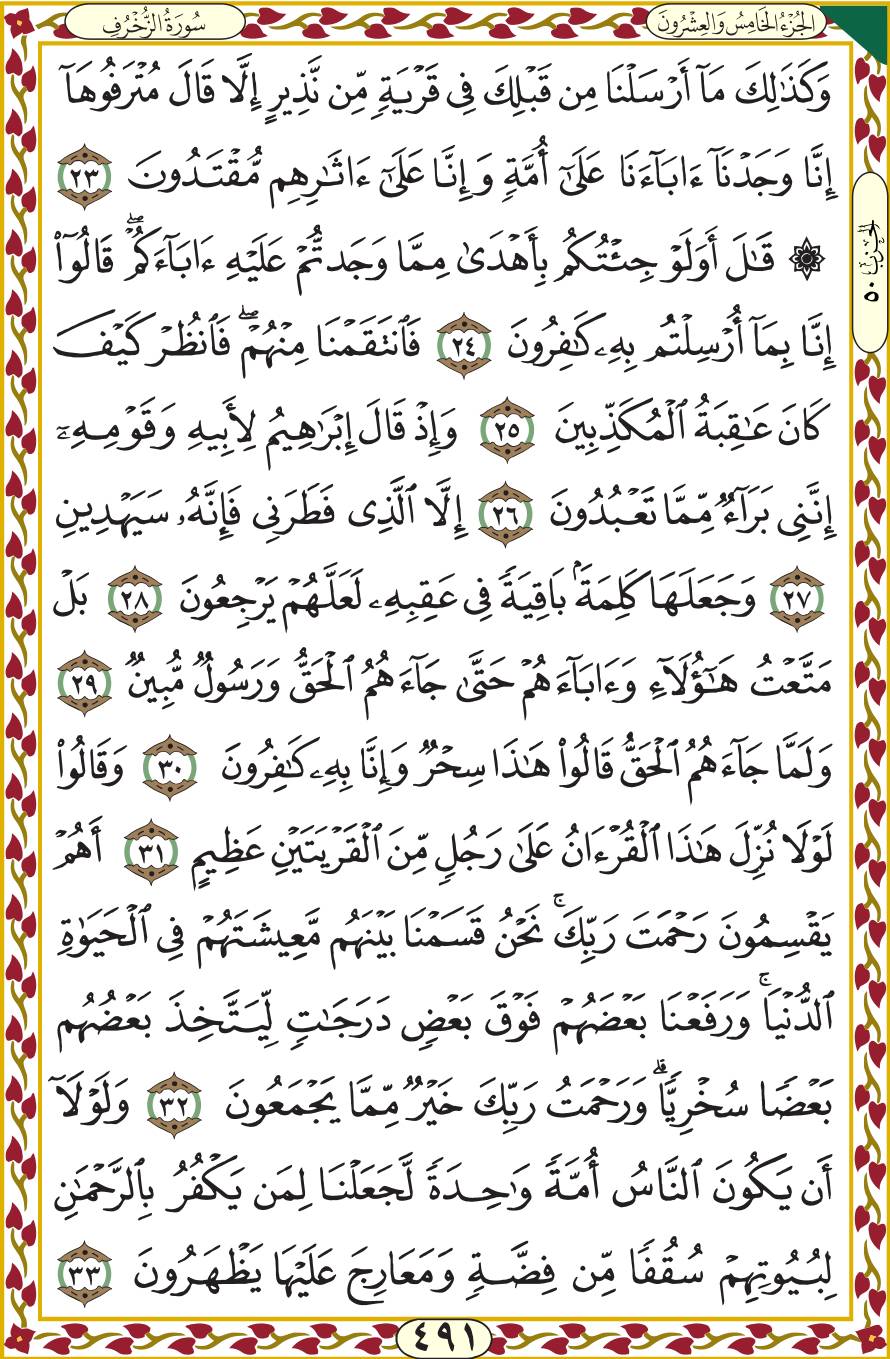 سُورَةُ الزُّخْرُفِ
الجُزْءُ الخَامِسُ وَالعِشْرُونَ
وَكَذَٰلِكَ مَآ أَرْسَلْنَا مِن قَبْلِكَ فِى قَرْيَةٍ مِّن نَّذِيرٍ إِلَّا قَالَ مُتْرَفُوهَآ
إِنَّا وَجَدْنَآ ءَابَآءَنَا عَلَىٰٓ أُمَّةٍ وَإِنَّا عَلَىٰٓ ءَاثَٰرِهِم مُّقْتَدُونَ ٢٣
۞ قَٰلَ أَوَلَوْ جِئْتُكُم بِأَهْدَىٰ مِمَّا وَجَدتُّمْ عَلَيْهِ ءَابَآءَكُمْ ۖ قَالُوٓا۟
إِنَّا بِمَآ أُرْسِلْتُم بِهِۦ كَٰفِرُونَ ٢٤ فَٱنتَقَمْنَا مِنْهُمْ ۖ فَٱنظُرْ كَيْفَ
كَانَ عَٰقِبَةُ ٱلْمُكَذِّبِينَ ٢٥ وَإِذْ قَالَ إِبْرَٰهِيمُ لِأَبِيهِ وَقَوْمِهِۦٓ
إِنَّنِى بَرَآءٌ مِّمَّا تَعْبُدُونَ ٢٦ إِلَّا ٱلَّذِى فَطَرَنِى فَإِنَّهُۥ سَيَهْدِينِ
٢٧ وَجَعَلَهَا كَلِمَةًۢ بَاقِيَةً فِى عَقِبِهِۦ لَعَلَّهُمْ يَرْجِعُونَ ٢٨ بَلْ
مَتَّعْتُ هَٰٓؤُلَآءِ وَءَابَآءَهُمْ حَتَّىٰ جَآءَهُمُ ٱلْحَقُّ وَرَسُولٌ مُّبِينٌ ٢٩
وَلَمَّا جَآءَهُمُ ٱلْحَقُّ قَالُوا۟ هَٰذَا سِحْرٌ وَإِنَّا بِهِۦ كَٰفِرُونَ ٣٠ وَقَالُوا۟
لَوْلَا نُزِّلَ هَٰذَا ٱلْقُرْءَانُ عَلَىٰ رَجُلٍ مِّنَ ٱلْقَرْيَتَيْنِ عَظِيمٍ ٣١ أَهُمْ
يَقْسِمُونَ رَحْمَتَ رَبِّكَ ۚ نَحْنُ قَسَمْنَا بَيْنَهُم مَّعِيشَتَهُمْ فِى ٱلْحَيَوٰةِ
ٱلدُّنْيَا ۚ وَرَفَعْنَا بَعْضَهُمْ فَوْقَ بَعْضٍ دَرَجَٰتٍ لِّيَتَّخِذَ بَعْضُهُم
بَعْضًا سُخْرِيًّا ۗ وَرَحْمَتُ رَبِّكَ خَيْرٌ مِّمَّا يَجْمَعُونَ ٣٢ وَلَوْلَآ
أَن يَكُونَ ٱلنَّاسُ أُمَّةً وَٰحِدَةً لَّجَعَلْنَا لِمَن يَكْفُرُ بِٱلرَّحْمَٰنِ
لِبُيُوتِهِمْ سُقُفًا مِّن فِضَّةٍ وَمَعَارِجَ عَلَيْهَا يَظْهَرُونَ ٣٣
الحِزْبُ ٥٠
٤٩١